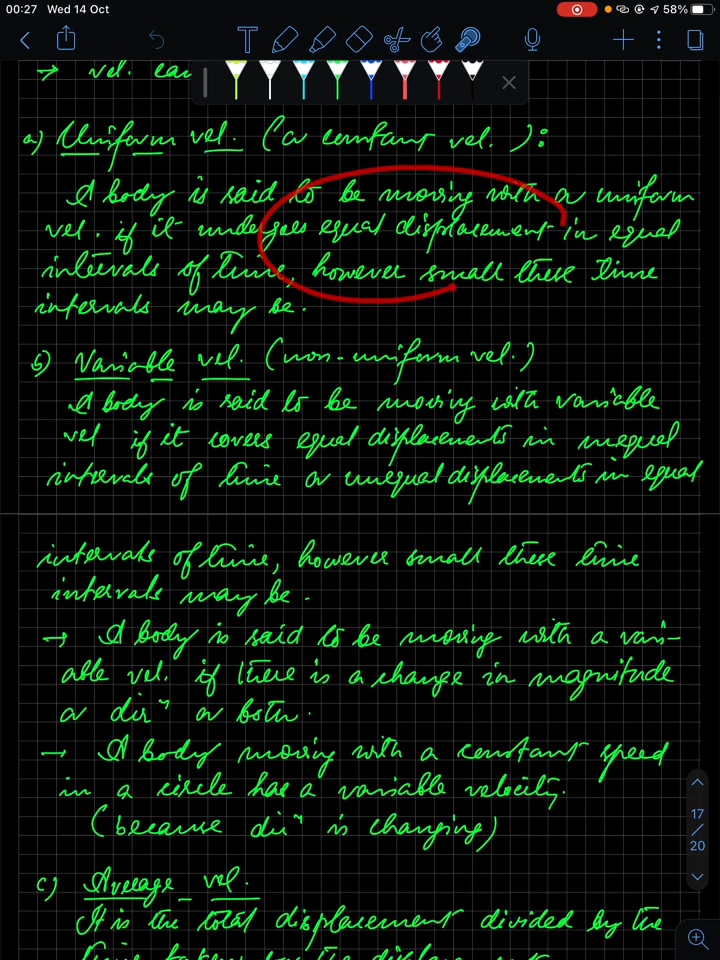 00:27 Wed 14 Oct
58%
→ vel. can
a) Uniform vel. (or constant vel.):
A body is said to be moving with a uniform
vel. if it undergoes equal displacement in equal
intervals of time, however small these time
intervals may be.
b) Variable vel. (non-uniform vel.)
A body is said to be moving with variable
vel if it covers equal displacements in unequal
intervals of time or unequal displacements in equal
intervals of time, however small these time
intervals may be.
→ A body is said to be moving with a vari-
able vel. if there is a change in magnitude
or dirⁿ or both.
→ A body moving with a constant speed
in a circle has a variable velocity.
(because dirⁿ is changing)
17
/
20
c) Average vel.
It is the total displacement divided by the
time taken